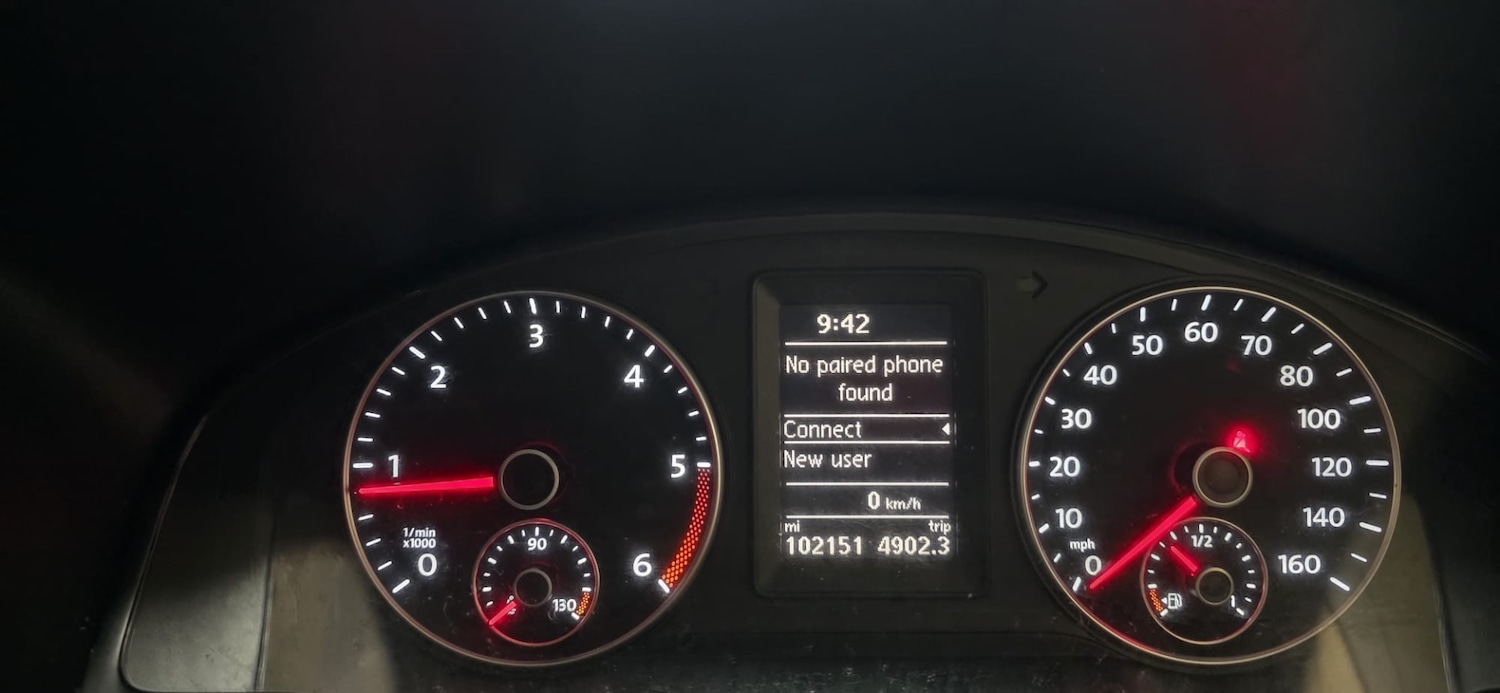 3
2
4
1
5
1/min
x1000
0
6
90
130
9:42
No paired phone
found
Connect
New user
0 km/h
mi trip
102151 4902.3
60
50
70
40
80
30
100
20
120
10
140
mph
0
160
1/2
1